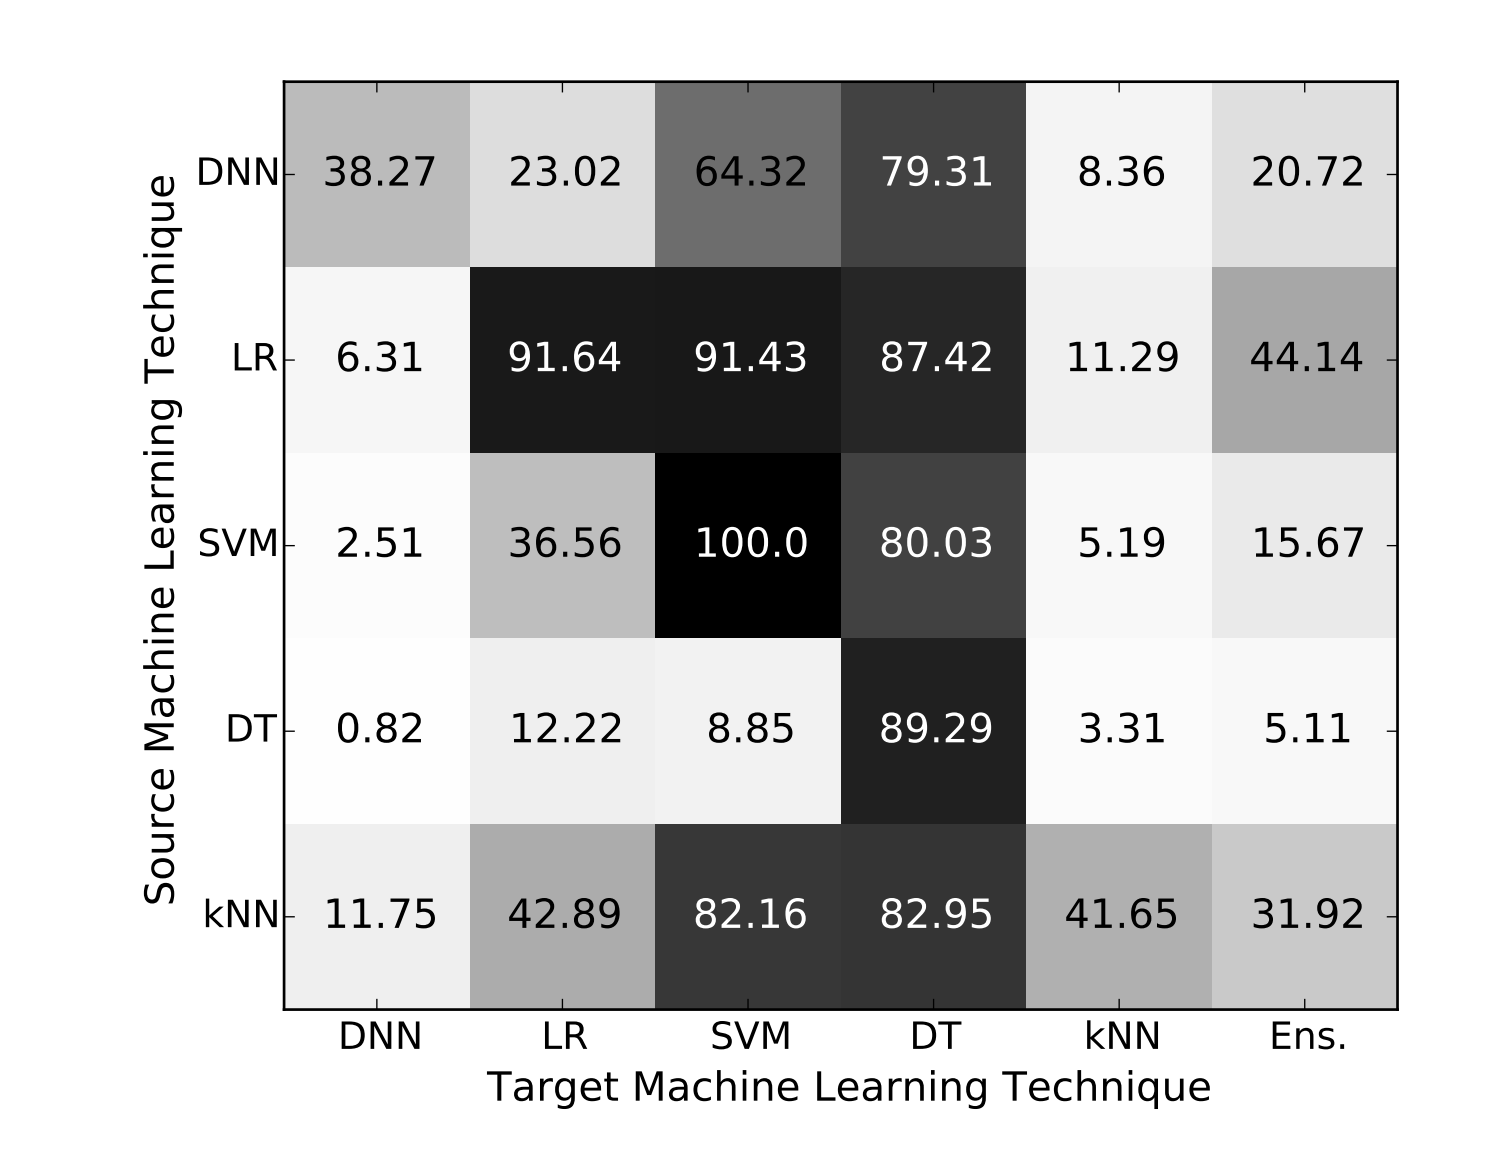 Source Machine Learning Technique
DNN 38.27 23.02 64.32 79.31 8.36 20.72
LR 6.31 91.64 91.43 87.42 11.29 44.14
SVM 2.51 36.56 100.0 80.03 5.19 15.67
DT 0.82 12.22 8.85 89.29 3.31 5.11
kNN 11.75 42.89 82.16 82.95 41.65 31.92
DNN LR SVM DT kNN Ens.
Target Machine Learning Technique